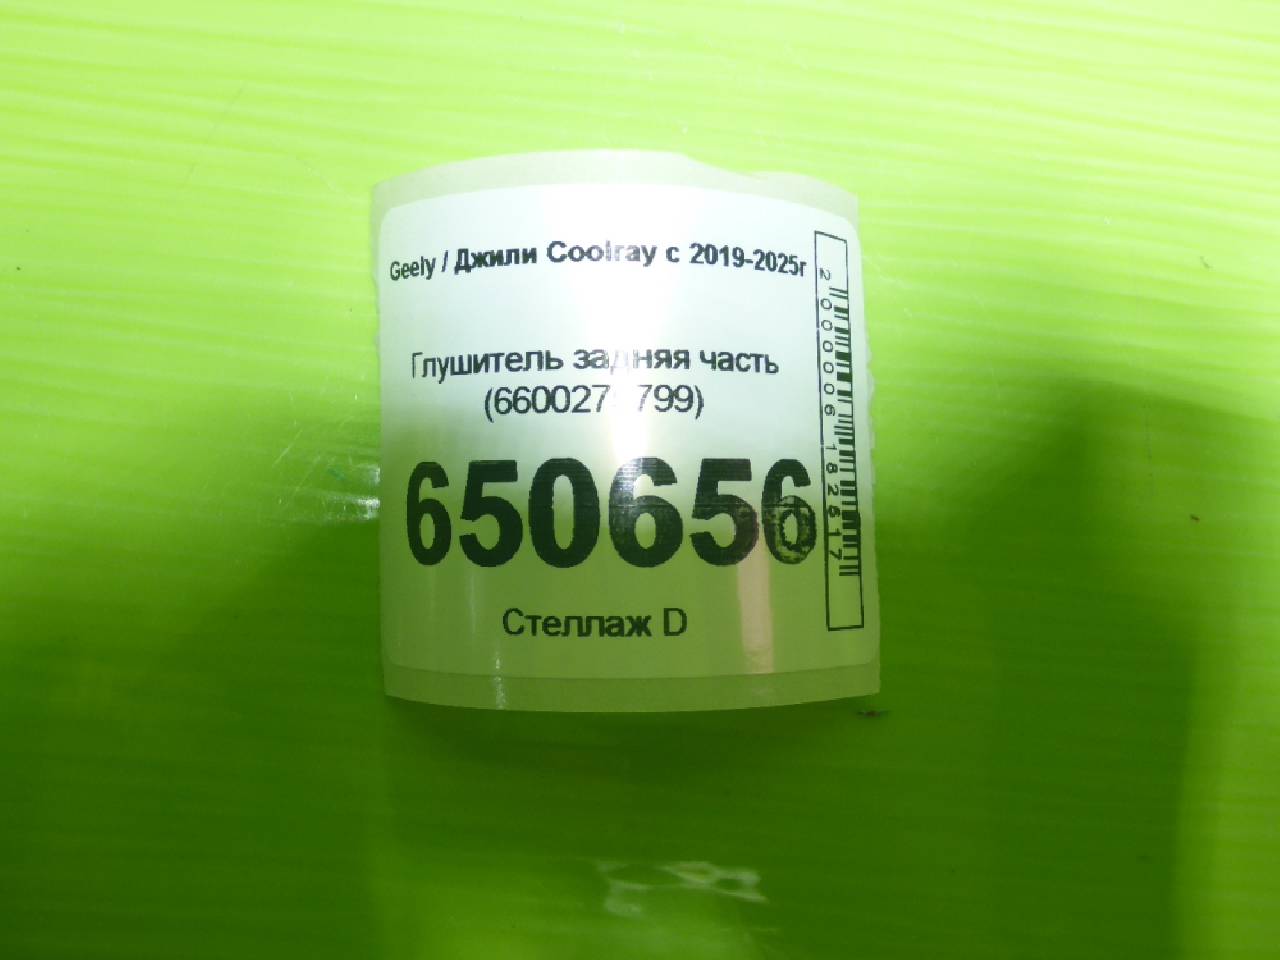 Geely / Джили Coolray с 2019-2025г
Глушитель задняя часть
650656
Стеллаж D
2000006182617